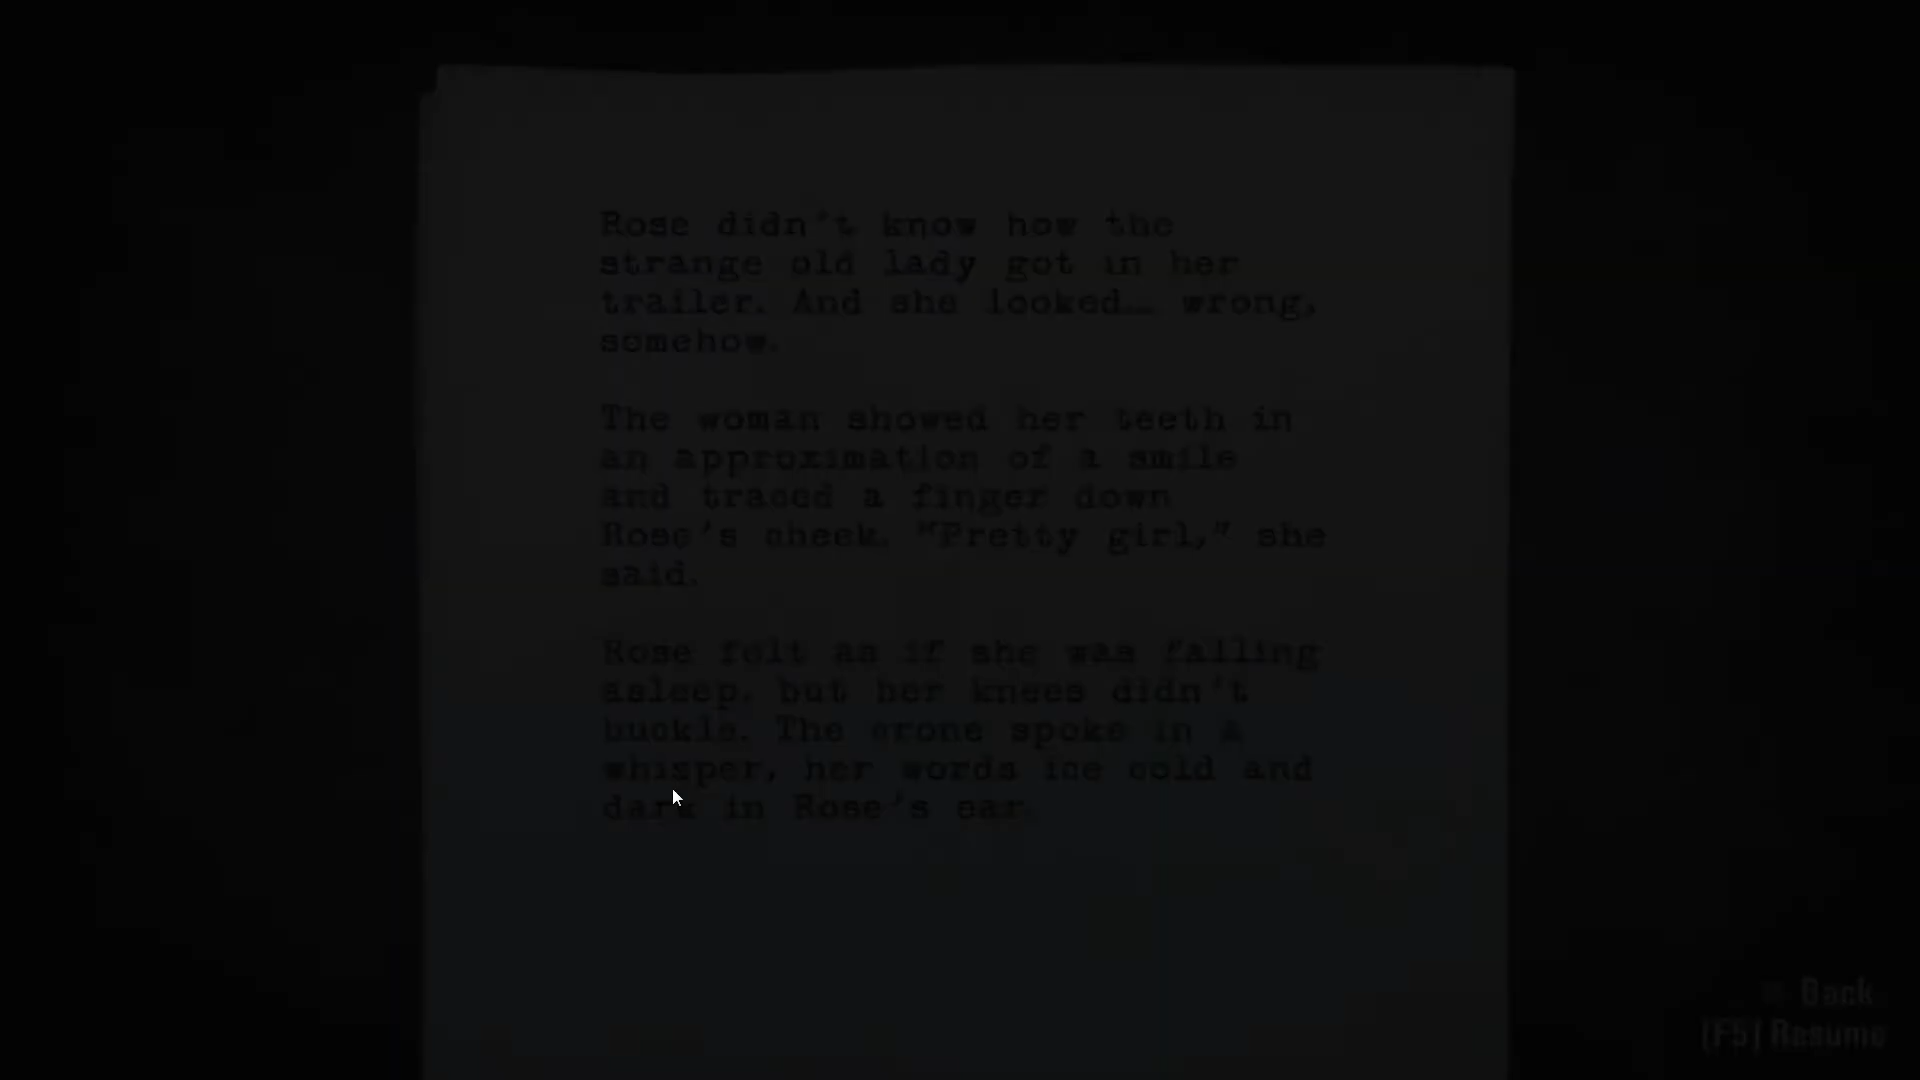 Rose didn't know how the
strange old lady got in her
trailer. And she looked… wrong,
somehow.
The woman showed her teeth in
an approximation of a smile
and traced a finger down
Rose's cheek. "Pretty girl," she
said.
Rose felt as if she was falling
asleep, but her knees didn't
buckle. The crone spoke in a
whisper, her words ice cold and
dark in Rose's ear.
Back
[F5] Resume